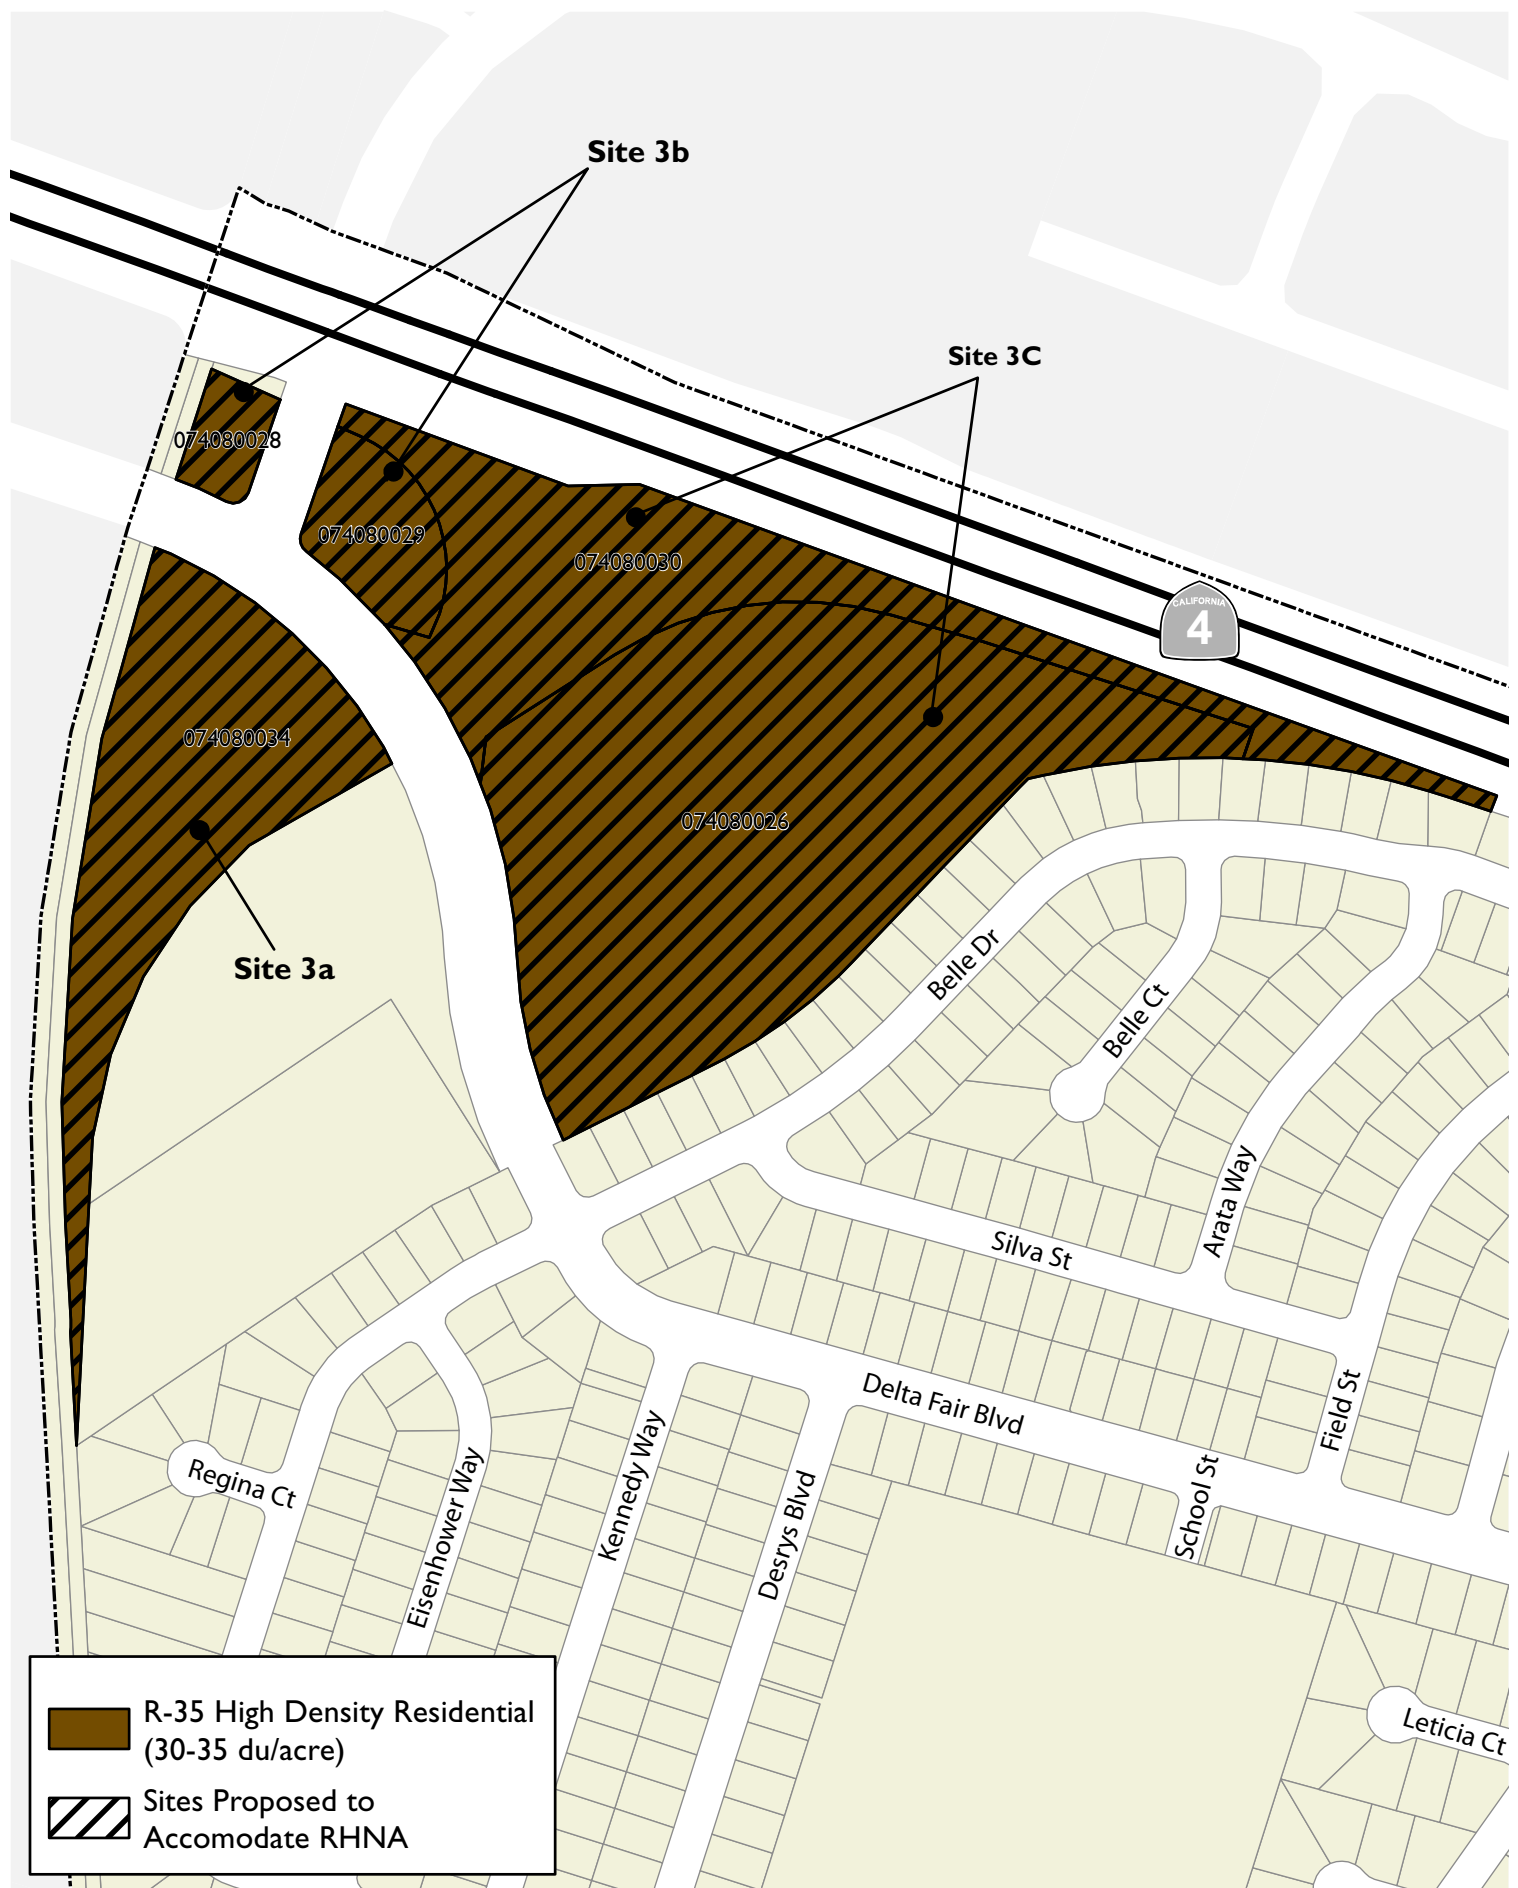 Site 3b
Site 3C
074080028
074080029
074080030
CALIFORNIA
4
074080034
074080026
Site 3a
Belle Dr
Belle Ct
Arata Way
Silva St
Delta Fair Blvd
Field St
School St
Regina Ct
Eisenhower Way
Kennedy Way
Desrys Blvd
Leticia Ct
R-35 High Density Residential
(30-35 du/acre)
Sites Proposed to
Accomodate RHNA